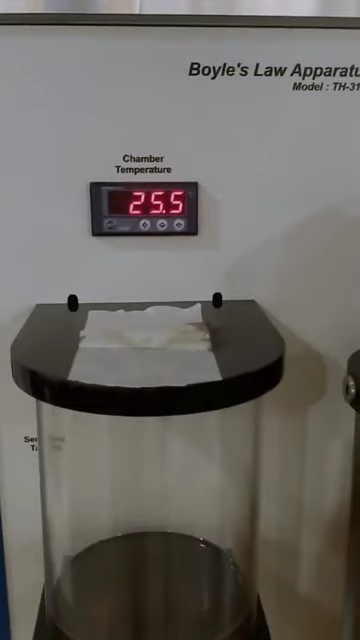 Boyle's Law Apparatu
Model : TH-31
Chamber
Temperature
25.5